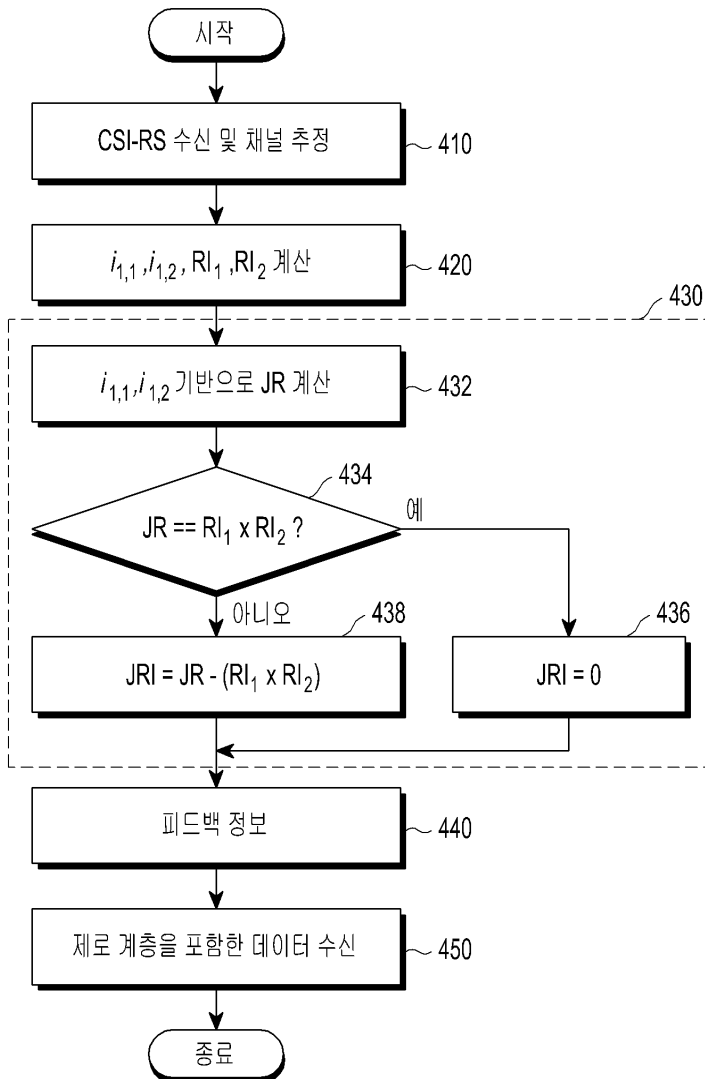 시작
CSI-RS 수신 및 채널 추정
410
i1,1 ,i1,2 , RI1 ,RI2 계산
420
430
i1,1 ,i1,2 기반으로 JR 계산
432
434
JR == RI1 x RI2 ?
예
아니오
438
436
JRI = JR - (RI1 x RI2)
JRI = 0
피드백 정보
440
제로 계층을 포함한 데이터 수신
450
종료